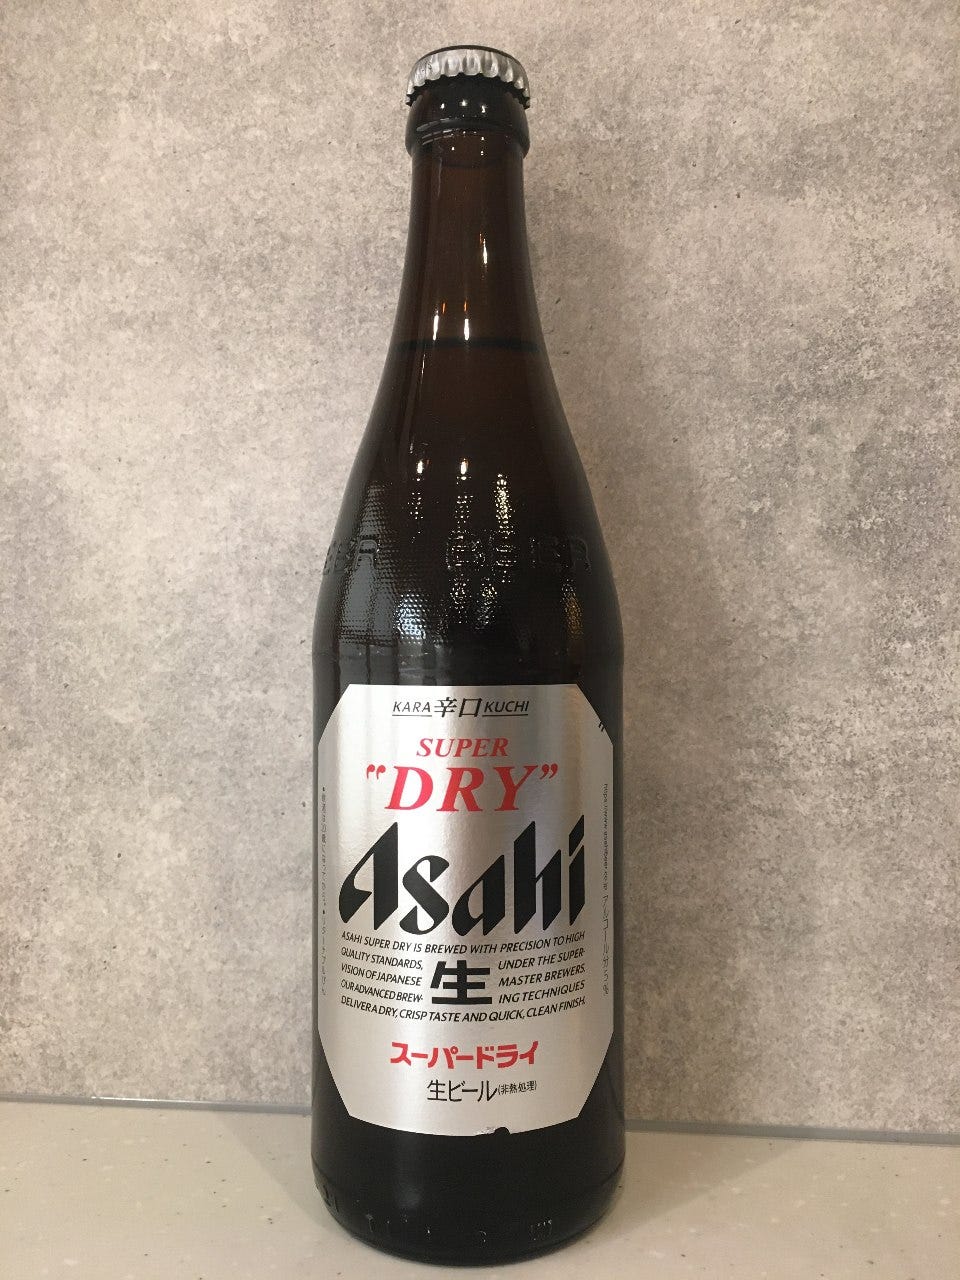 BEER
KARA 辛口 KUCHI
SUPER
"DRY"
Asahi
ASAHI SUPER DRY IS BREWED WITH PRECISION TO HIGH
QUALITY STANDARDS, UNDER THE SUPER-
VISION OF JAPANESE MASTER BREWERS.
OUR ADVANCED BREW- ING TECHNIQUES
DELIVER A DRY, CRISP TASTE AND QUICK, CLEAN FINISH.
生
スーパードライ
生ビール(非熱処理)